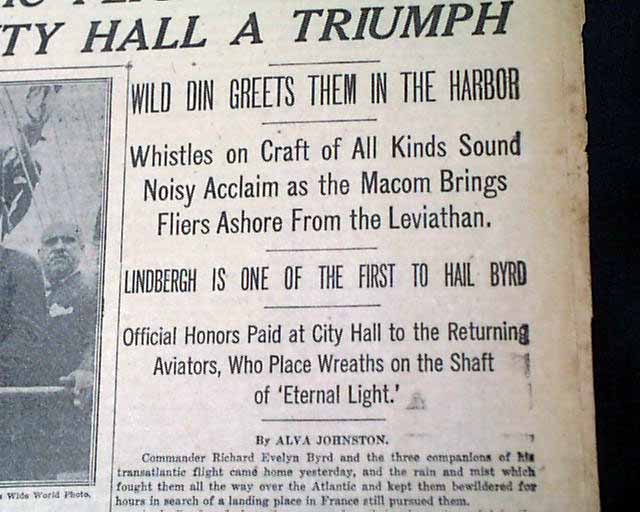 TY HALL A TRIUMPH
WILD DIN GREETS THEM IN THE HARBOR
Whistles on Craft of All Kinds Sound
Noisy Acclaim as the Macom Brings
Fliers Ashore From the Leviathan.
LINDBERGH IS ONE OF THE FIRST TO HAIL BYRD
Official Honors Paid at City Hall to the Returning
Aviators, Who Place Wreaths on the Shaft
of 'Eternal Light.'
By ALVA JOHNSTON.
Commander Richard Evelyn Byrd and the three companions of his
transatlantic flight came home yesterday, and the rain and mist which
fought them all the way over the Atlantic and kept them bewildered for
hours in search of a landing place in France still pursued them.
Wide World Photo.